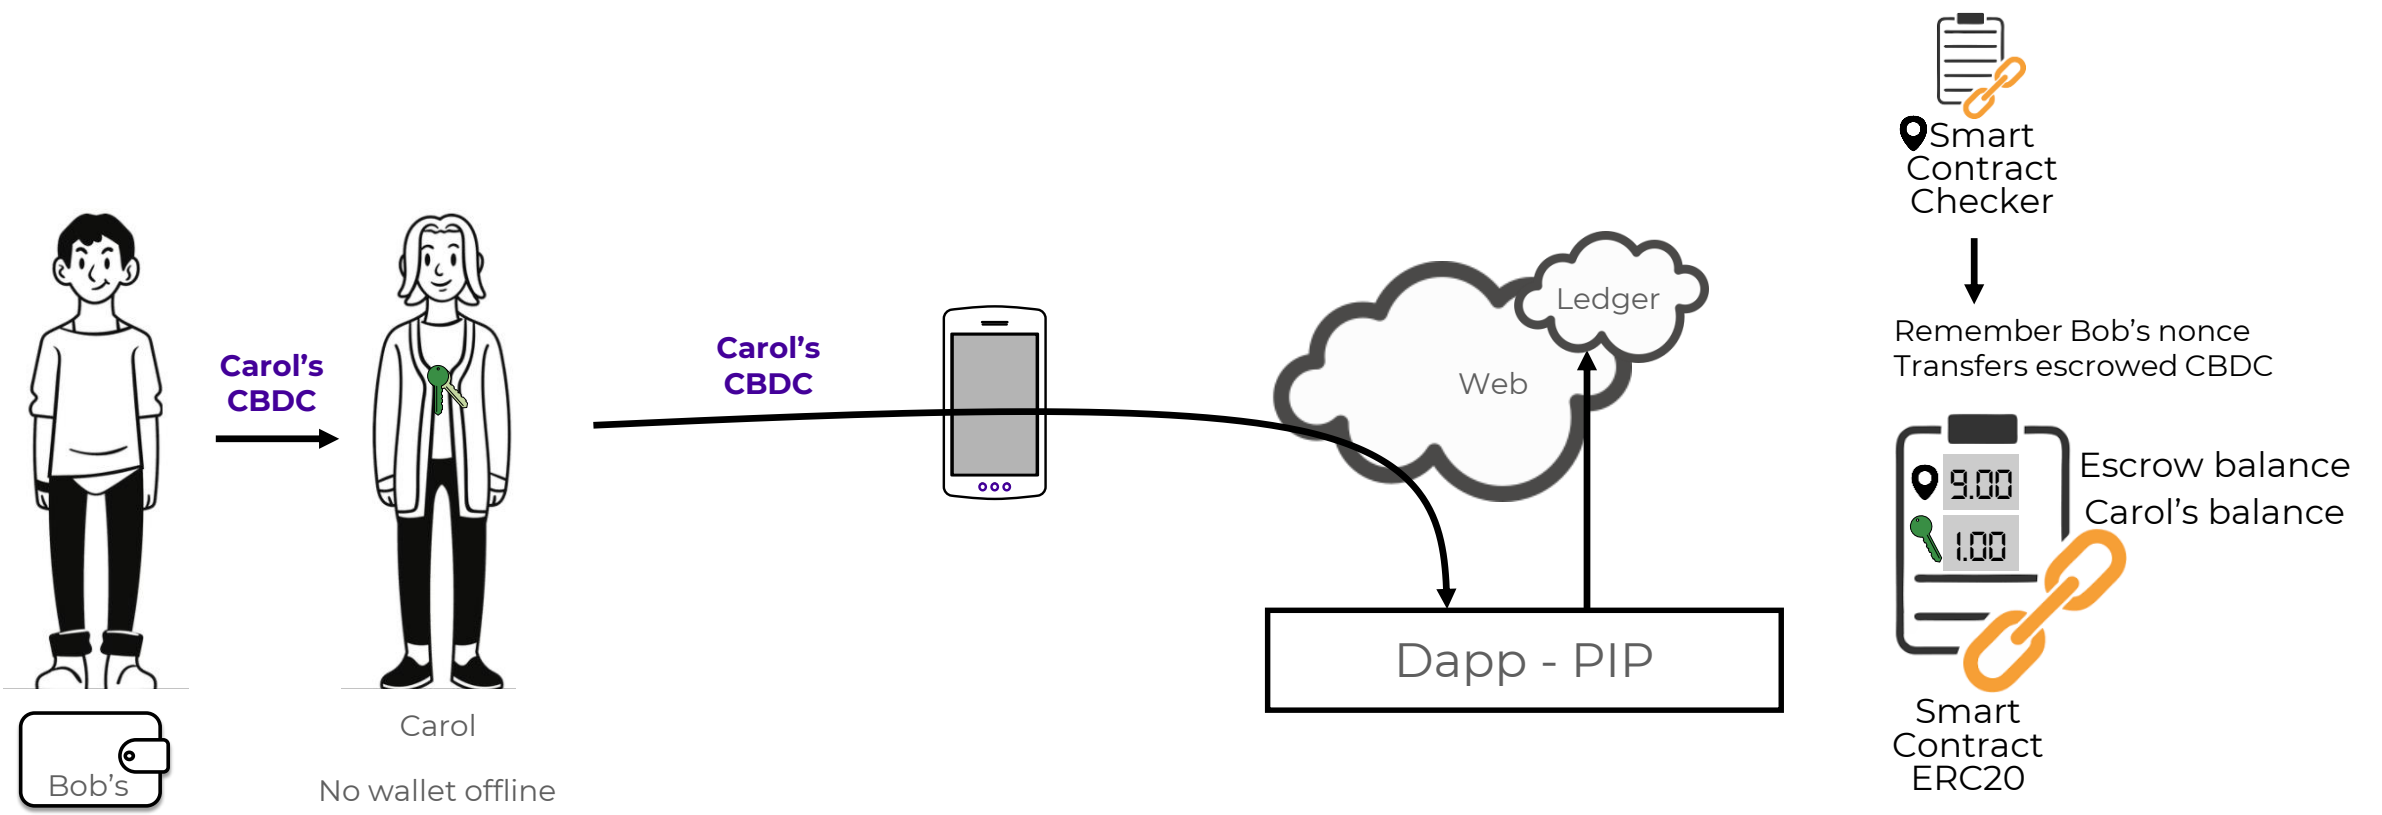 Carol's
CBDC
Bob's
Carol
No wallet offline
Carol's
CBDC
Web
Ledger
Dapp - PIP
Smart
Contract
Checker
Remember Bob's nonce
Transfers escrowed CBDC
9.00
Escrow balance
1.00
Carol's balance
Smart
Contract
ERC20